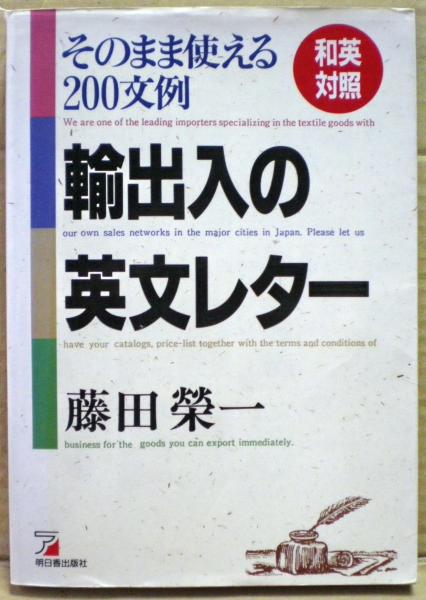 そのまま使える
200文例
和英
対照
We are one of the leading importers specializing in the textile goods with
輸出入の
our own sales networks in the major cities in Japan. Please let us
英文レター
have your catalogs, price-list together with the terms and conditions of
藤田 榮一
business for the goods you can export immediately.
ア
明日香出版社